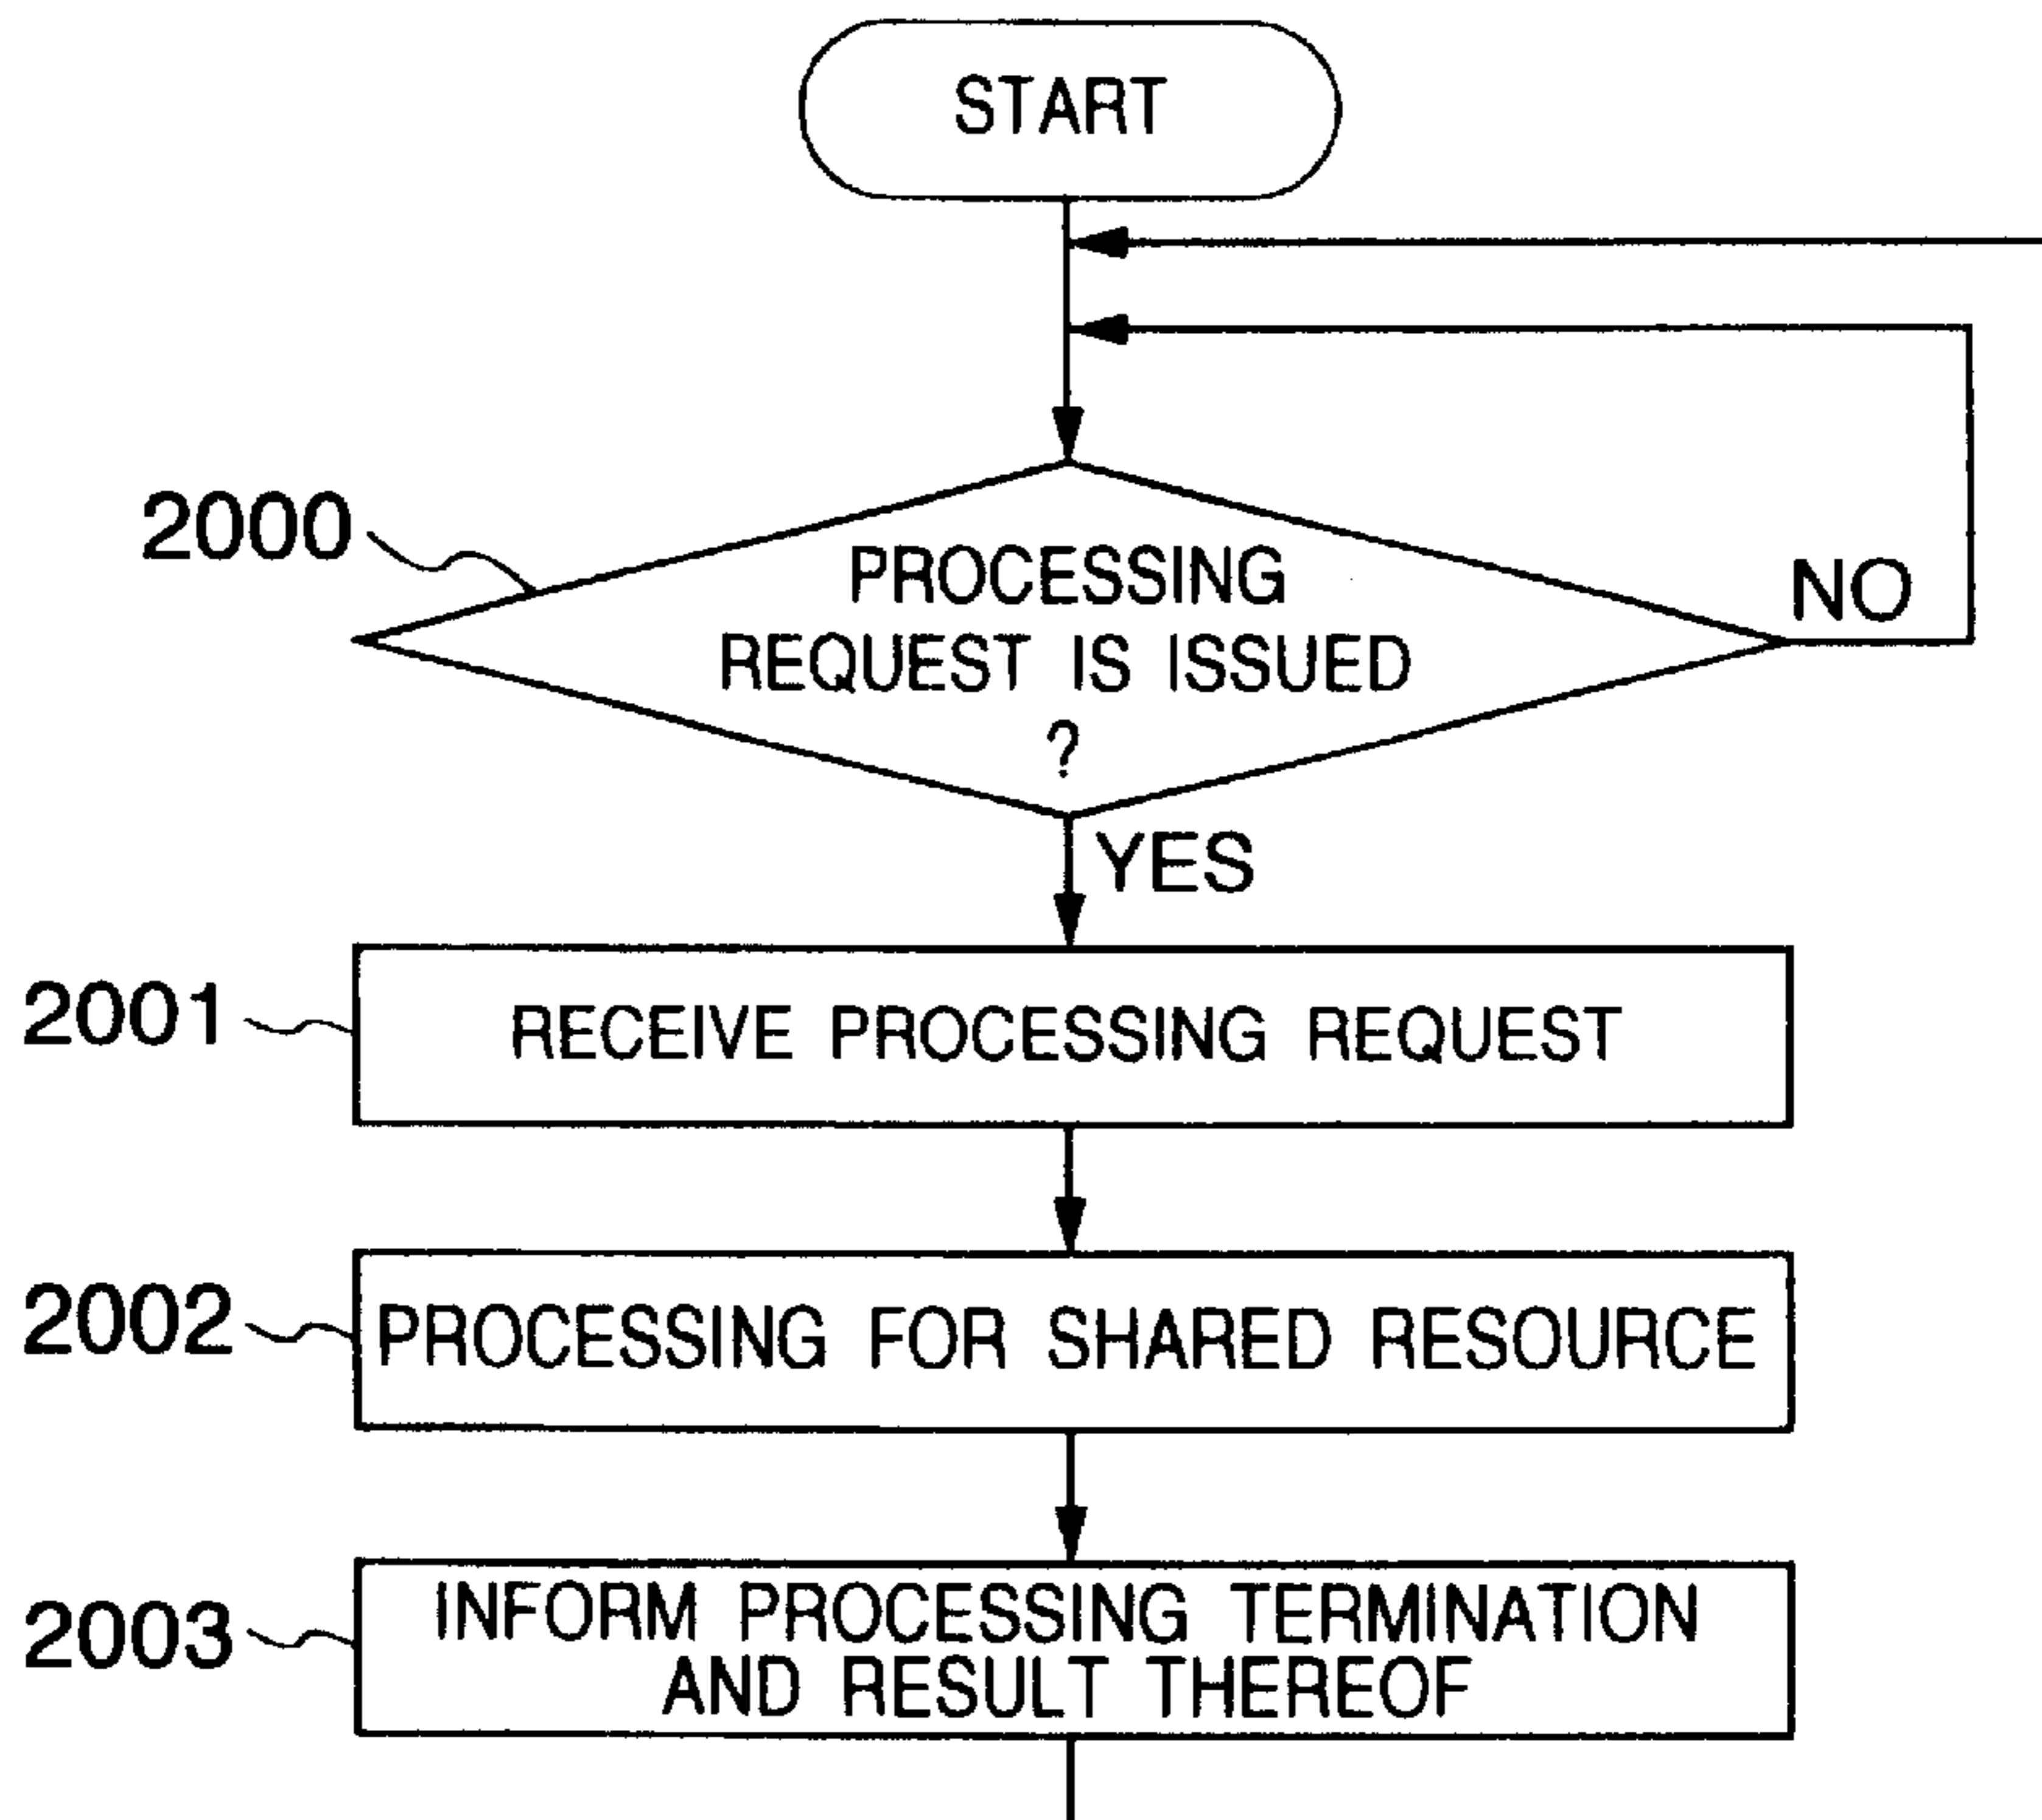 START
2000
PROCESSING
REQUEST IS ISSUED
?
NO
YES
2001
RECEIVE PROCESSING REQUEST
2002
PROCESSING FOR SHARED RESOURCE
2003
INFORM PROCESSING TERMINATION
AND RESULT THEREOF